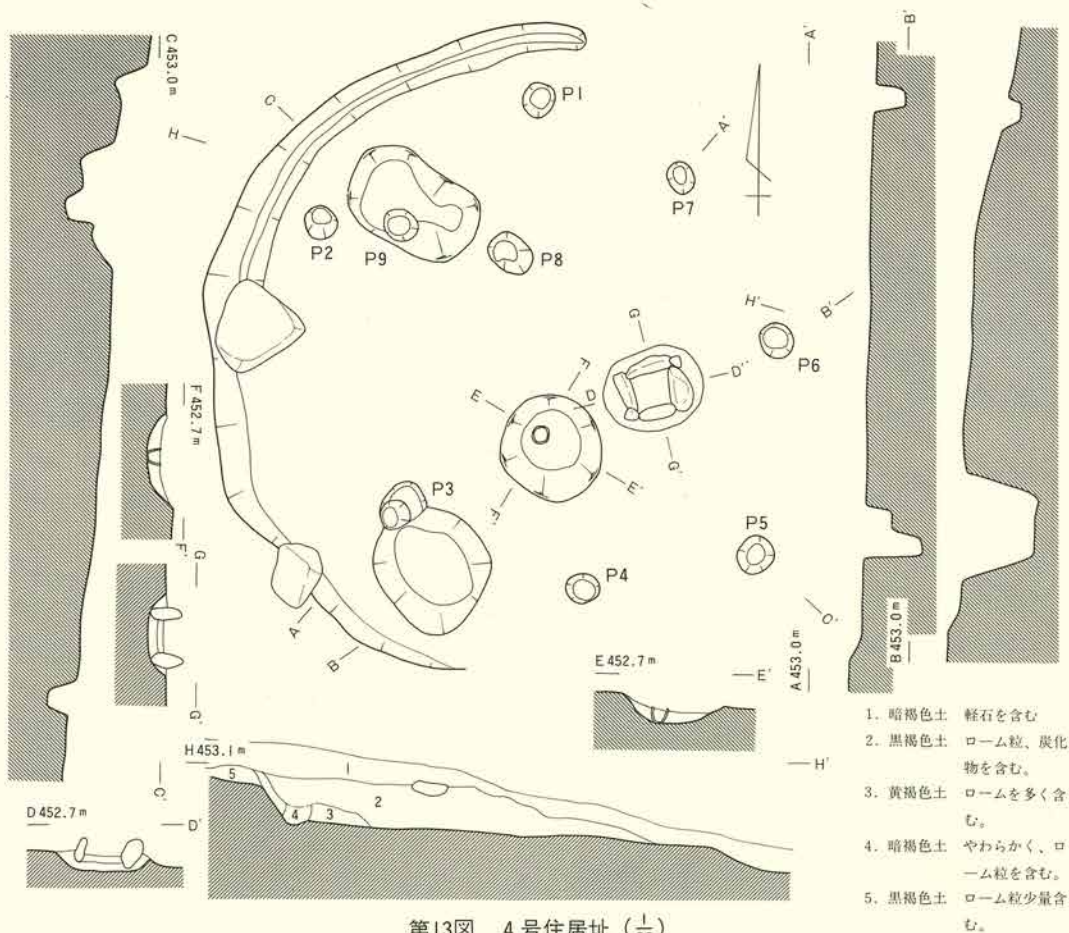 C 453.0m
A'
B'
C
H
P1
A'
P7
P2
P9
P8
H'
B'
G
P6
F
D''
E
D
F 452.7m
G'
E'
P3
F'
P5
F'
G
P4
A
B
E 452.7m
E'
A 453.0m
B 453.0m
G'
H 453.1m
H'
1
5
2
4
3
C'
D 452.7m
D'
1. 暗褐色土 軽石を含む
2. 黒褐色土 ローム粒、炭化
物を含む。
3. 黄褐色土 ロームを多く含
む。
4. 暗褐色土 やわらかく、ロ
ーム粒を含む。
5. 黒褐色土 ローム粒少量含
む。
第13図 4号住居址